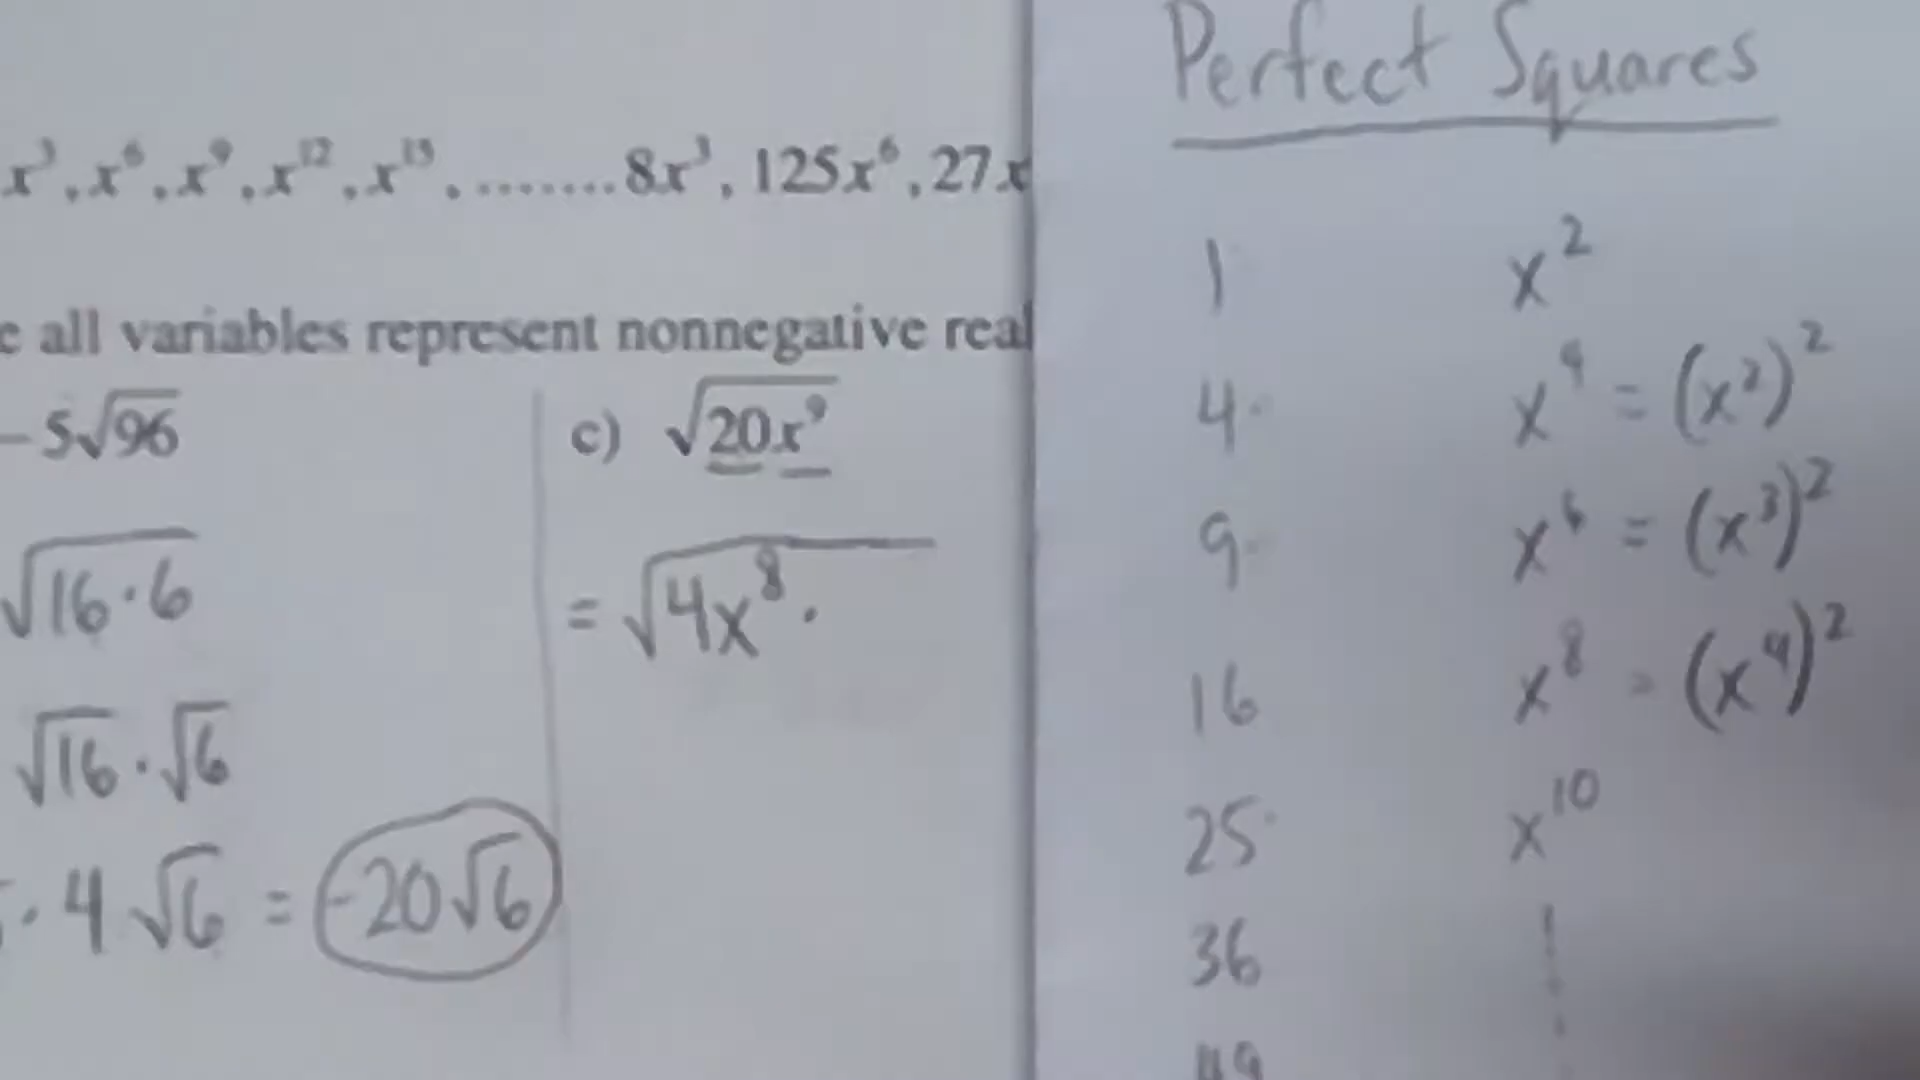 x³, x⁶, x⁹, x¹², x¹⁵, ....... 8x³, 125x⁶, 27x
all variables represent nonnegative real
-5√96
√16·6
√16 · √6
· 4√6 = -20√6
c) √20x⁹
= √4x⁸ ·
Perfect Squares
1 x²
4 x⁴ = (x²)²
9 x⁶ = (x³)²
16 x⁸ = (x⁴)²
25 x¹⁰
36
49